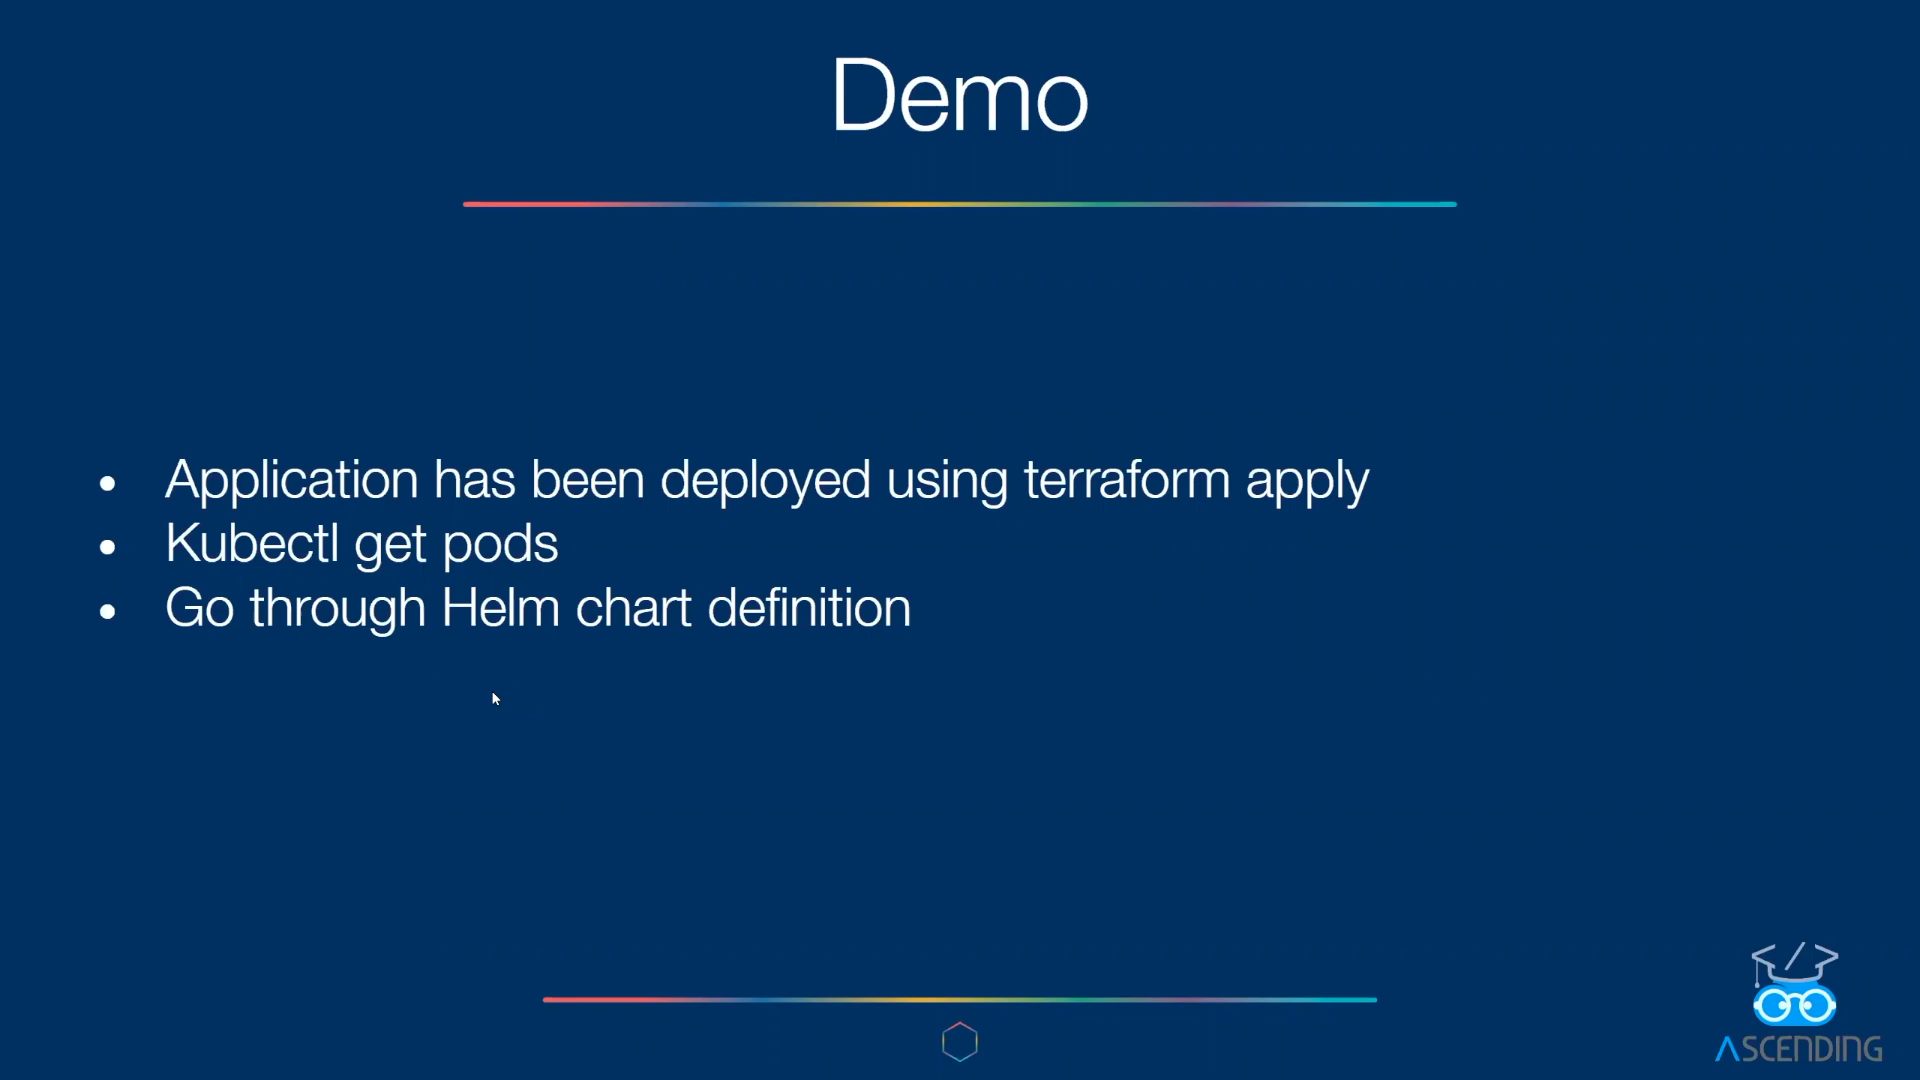 Demo
• Application has been deployed using terraform apply
• Kubectl get pods
• Go through Helm chart definition
ASCENDING